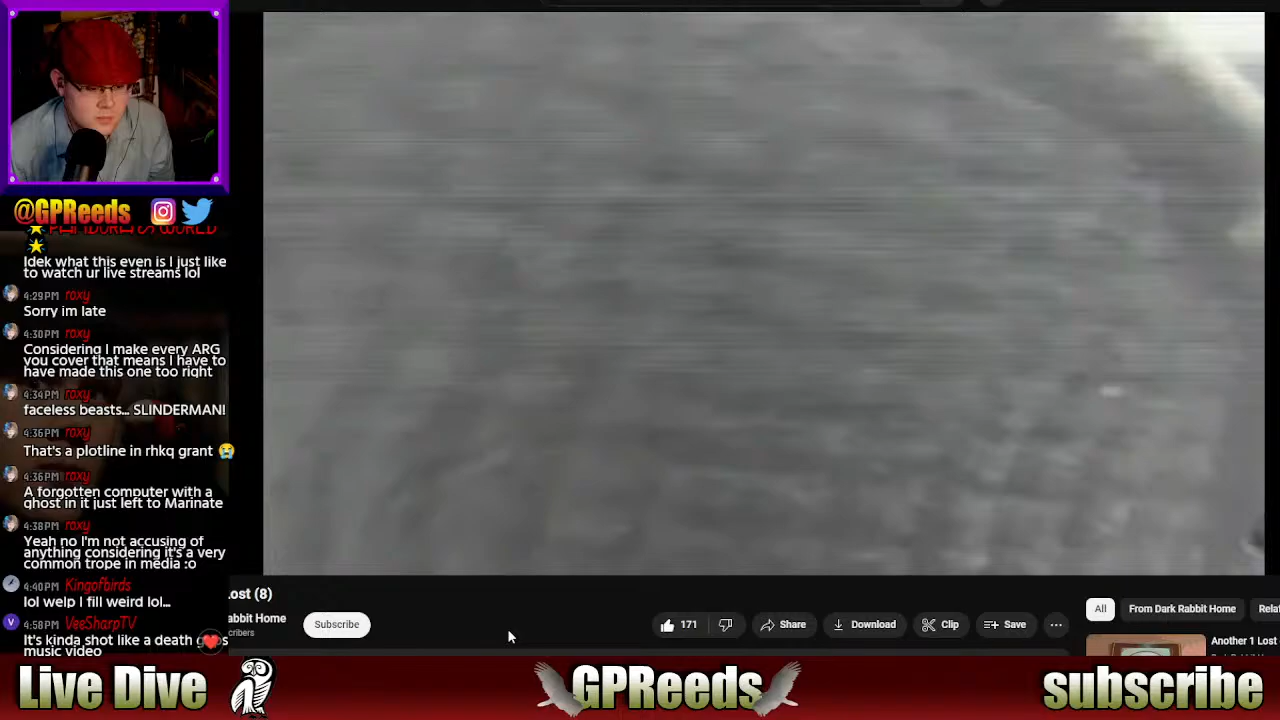 @GPReeds
Idek what this even is I just like
to watch ur live streams lol
4:29PM roxy
Sorry im late
4:30PM roxy
Considering I make every ARG
you cover that means I have to
have made this one too right
4:34PM roxy
faceless beasts... SLINDERMAN!
4:36PM roxy
That's a plotline in rhkq grant 😭
4:36PM roxy
A forgotten computer with a
ghost in it just left to Marinate
4:38PM roxy
Yeah no I'm not accusing of
anything considering it's a very
common trope in media :o
4:40PM Kingofbirds
lol welp I fill weird lol...
4:58PM VeeSharpTV
It's kinda shot like a death
music video
Lost (8)
abbit Home
cribers
Subscribe
171
Share
Download
Clip
Save
All
From Dark Rabbit Home
Rela
Another 1 Lost
Live Dive
GPReeds
subscribe